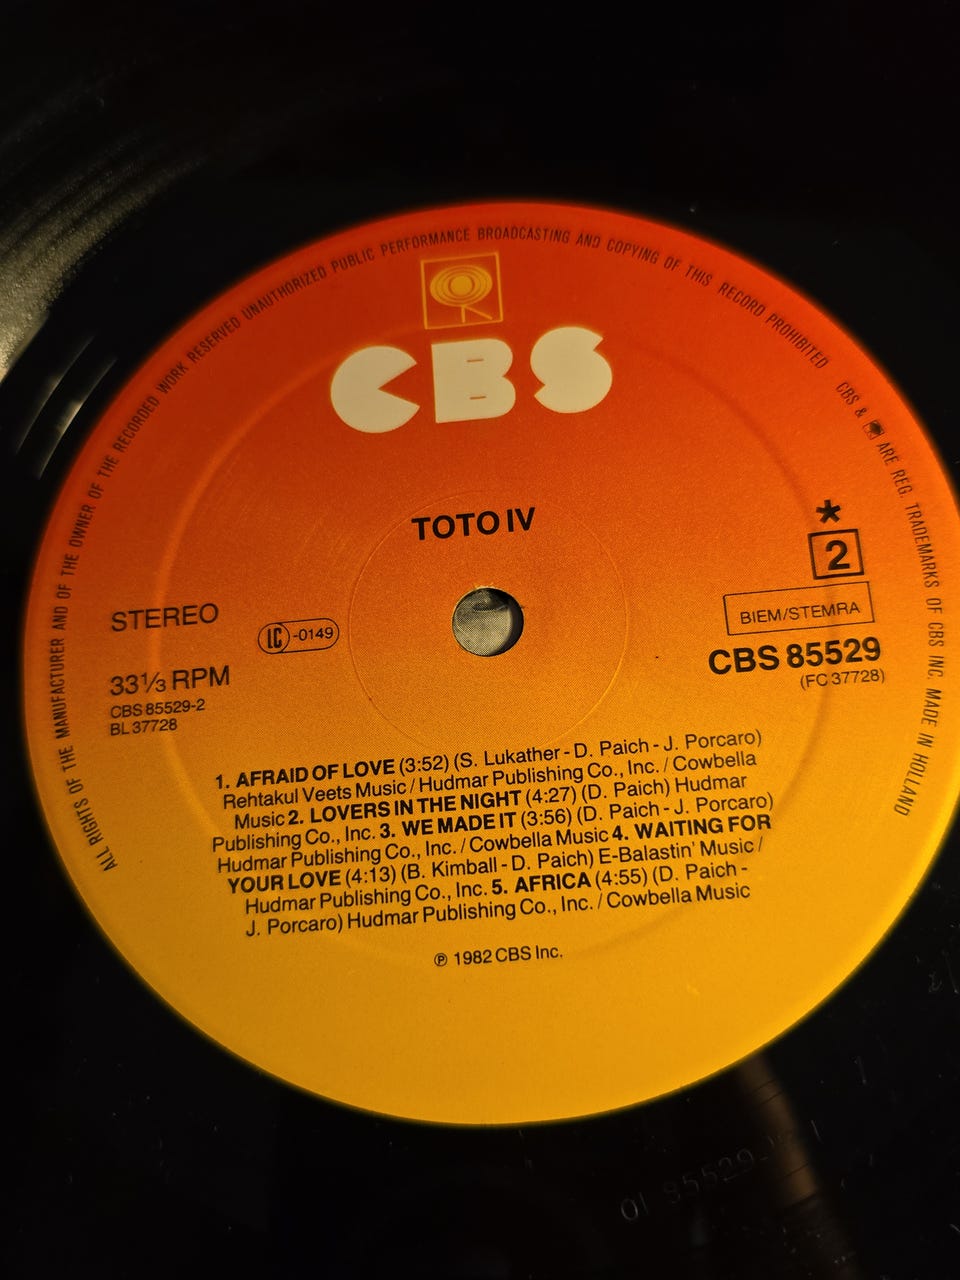 ALL RIGHTS OF THE MANUFACTURER AND OF THE OWNER OF THE RECORDED WORK RESERVED UNAUTHORIZED PUBLIC PERFORMANCE BROADCASTING AND COPYING OF THIS RECORD PROHIBITED
CBS & ARE REG. TRADEMARKS OF CBS INC. MADE IN HOLLAND
CBS
TOTO IV
*
2
STEREO
LC-0149
BIEM/STEMRA
33⅓ RPM
CBS 85529
CBS 85529-2
(FC 37728)
BL 37728
1. AFRAID OF LOVE (3:52) (S. Lukather - D. Paich - J. Porcaro)
Rehtakul Veets Music / Hudmar Publishing Co., Inc. / Cowbella
Music 2. LOVERS IN THE NIGHT (4:27) (D. Paich) Hudmar
Publishing Co., Inc. 3. WE MADE IT (3:56) (D. Paich - J. Porcaro)
Hudmar Publishing Co., Inc. / Cowbella Music 4. WAITING FOR
YOUR LOVE (4:13) (B. Kimball - D. Paich) E-Balastin' Music /
Hudmar Publishing Co., Inc. 5. AFRICA (4:55) (D. Paich -
J. Porcaro) Hudmar Publishing Co., Inc. / Cowbella Music
℗ 1982 CBS Inc.